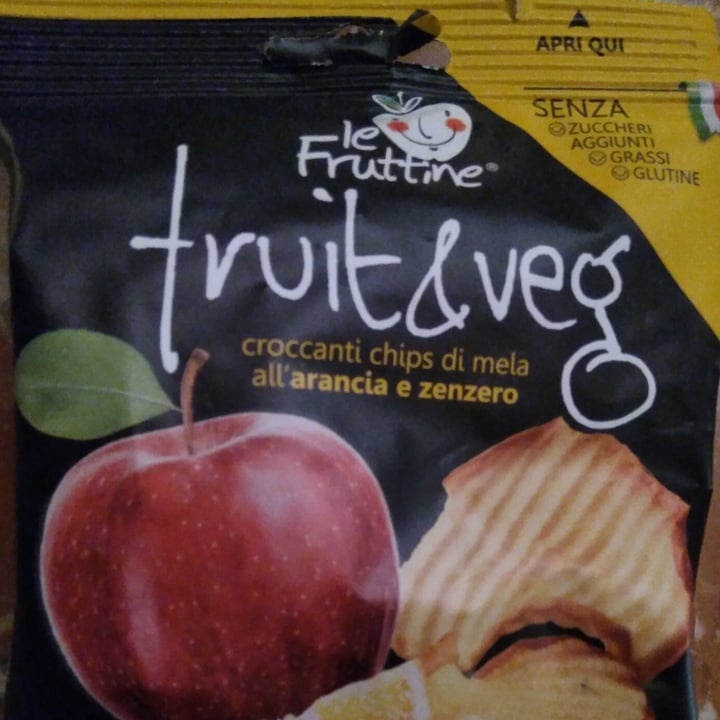 APRI QUI
SENZA
ZUCCHERI
AGGIUNTI
GRASSI
GLUTINE
le
Fruttine®
fruit&veg
croccanti chips di mela
all'arancia e zenzero